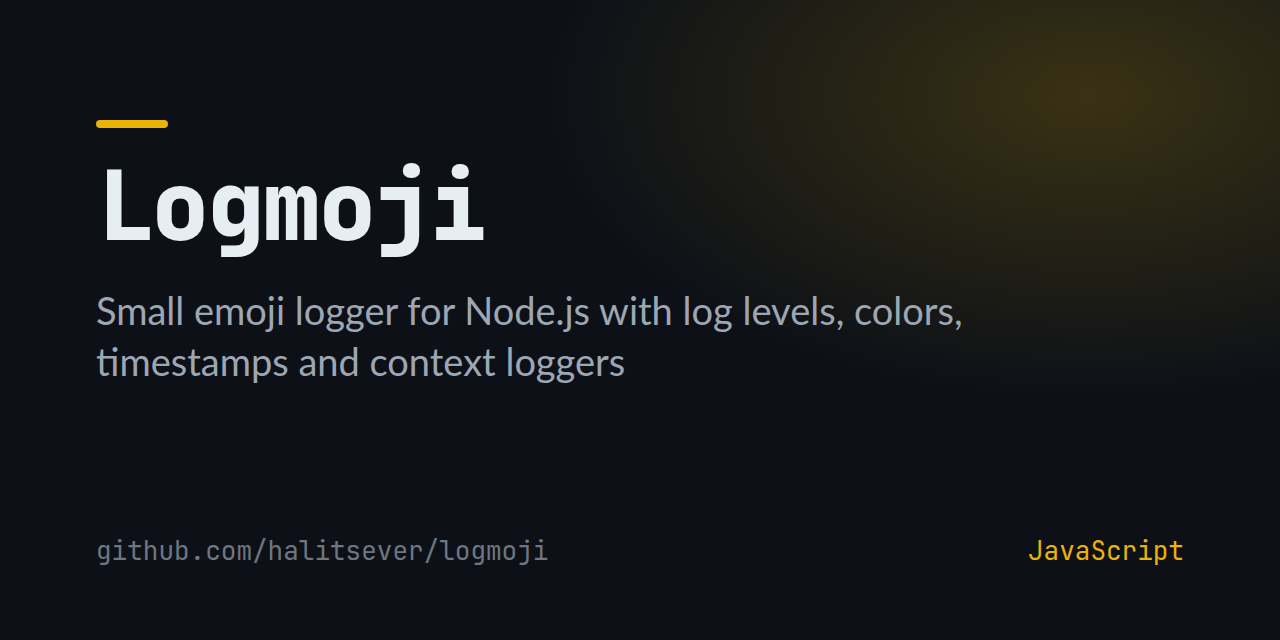 Logmoji
Small emoji logger for Node.js with log levels, colors,
timestamps and context loggers
github.com/halitsever/logmoji
JavaScript